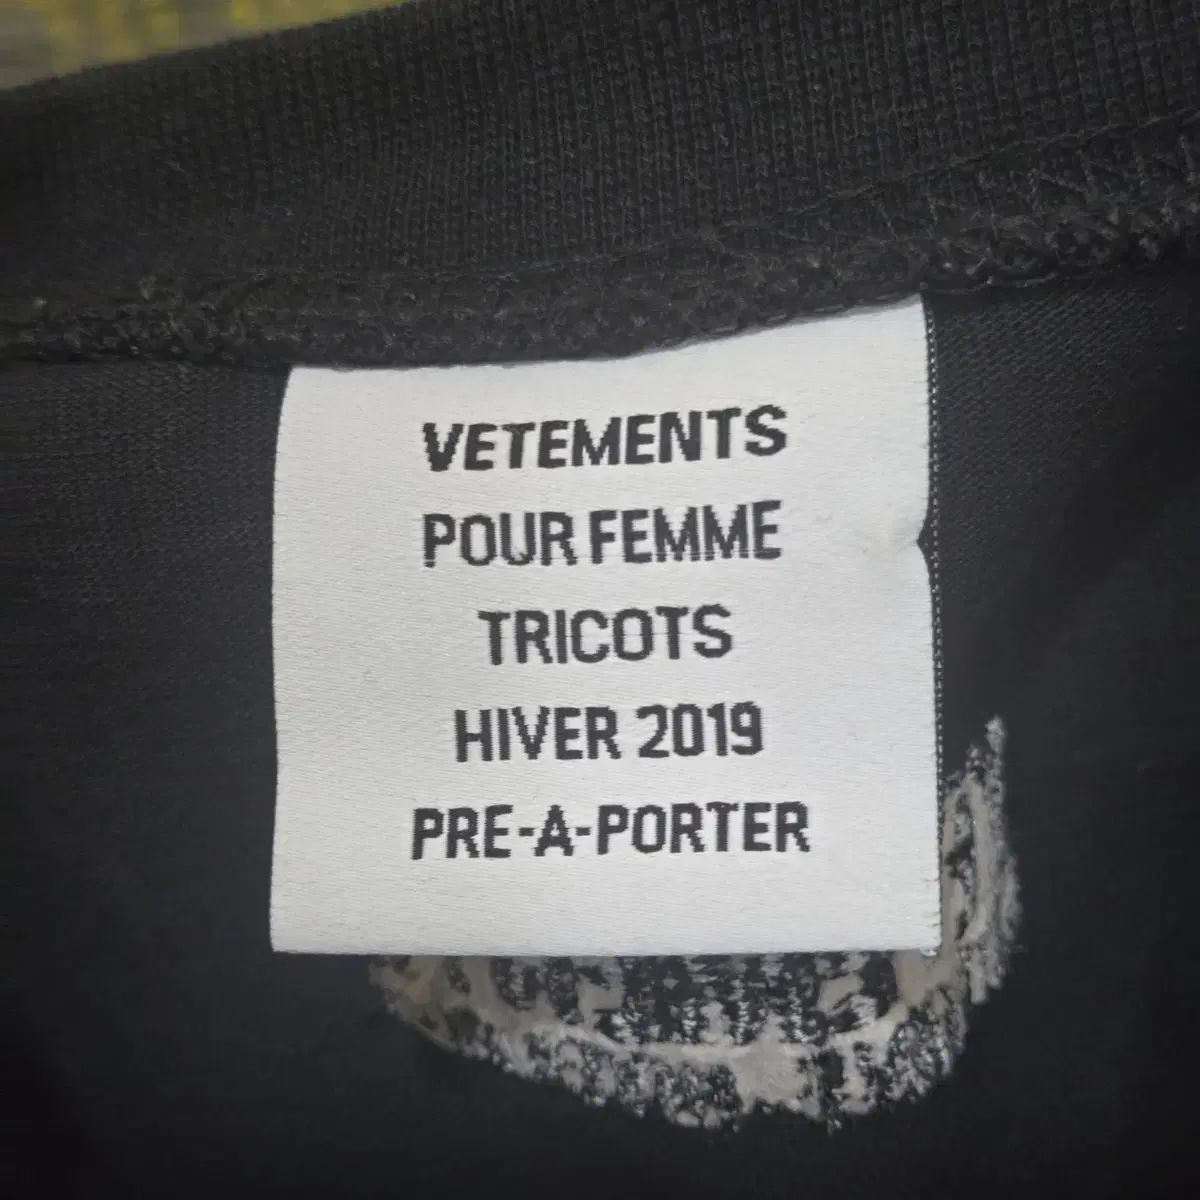 VETEMENTS
POUR FEMME
TRICOTS
HIVER 2019
PRE-A-PORTER